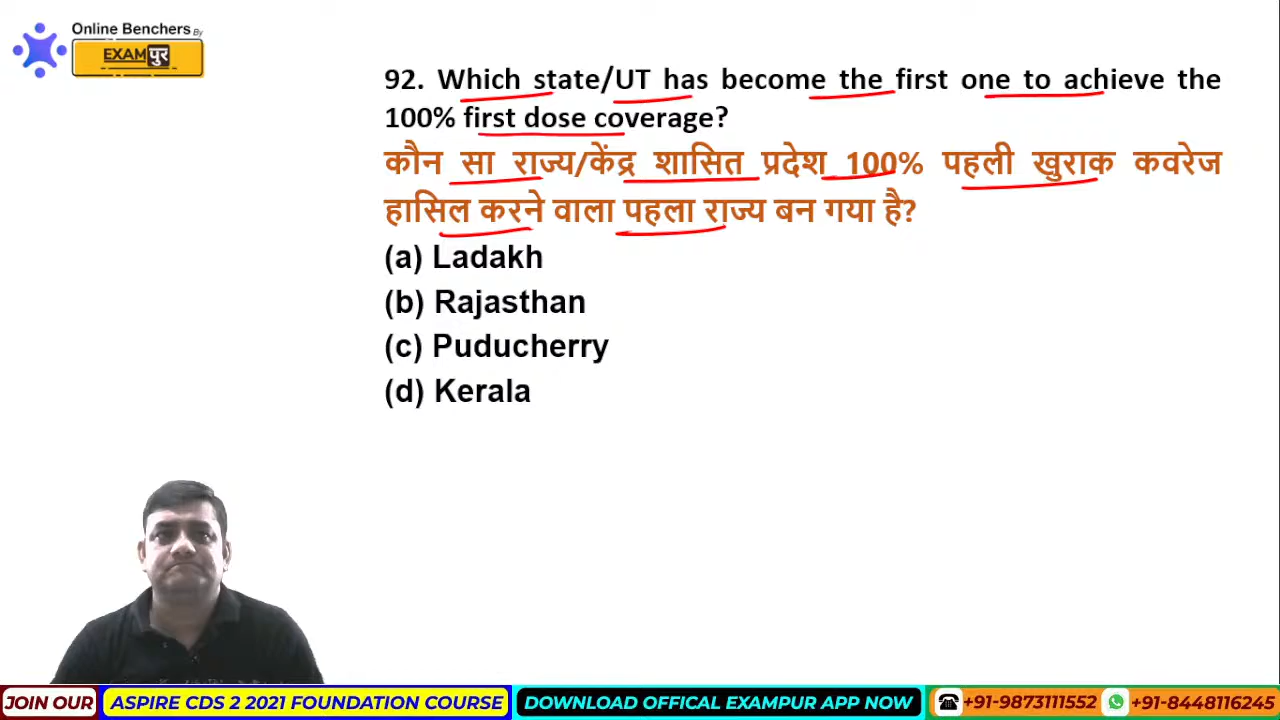 Online Benchers By
EXAMपुर
92. Which state/UT has become the first one to achieve the
100% first dose coverage?
कौन सा राज्य/केंद्र शासित प्रदेश 100% पहली खुराक कवरेज
हासिल करने वाला पहला राज्य बन गया है?
(a) Ladakh
(b) Rajasthan
(c) Puducherry
(d) Kerala
JOIN OUR ASPIRE CDS 2 2021 FOUNDATION COURSE DOWNLOAD OFFICAL EXAMPUR APP NOW +91-9873111552 +91-8448116245